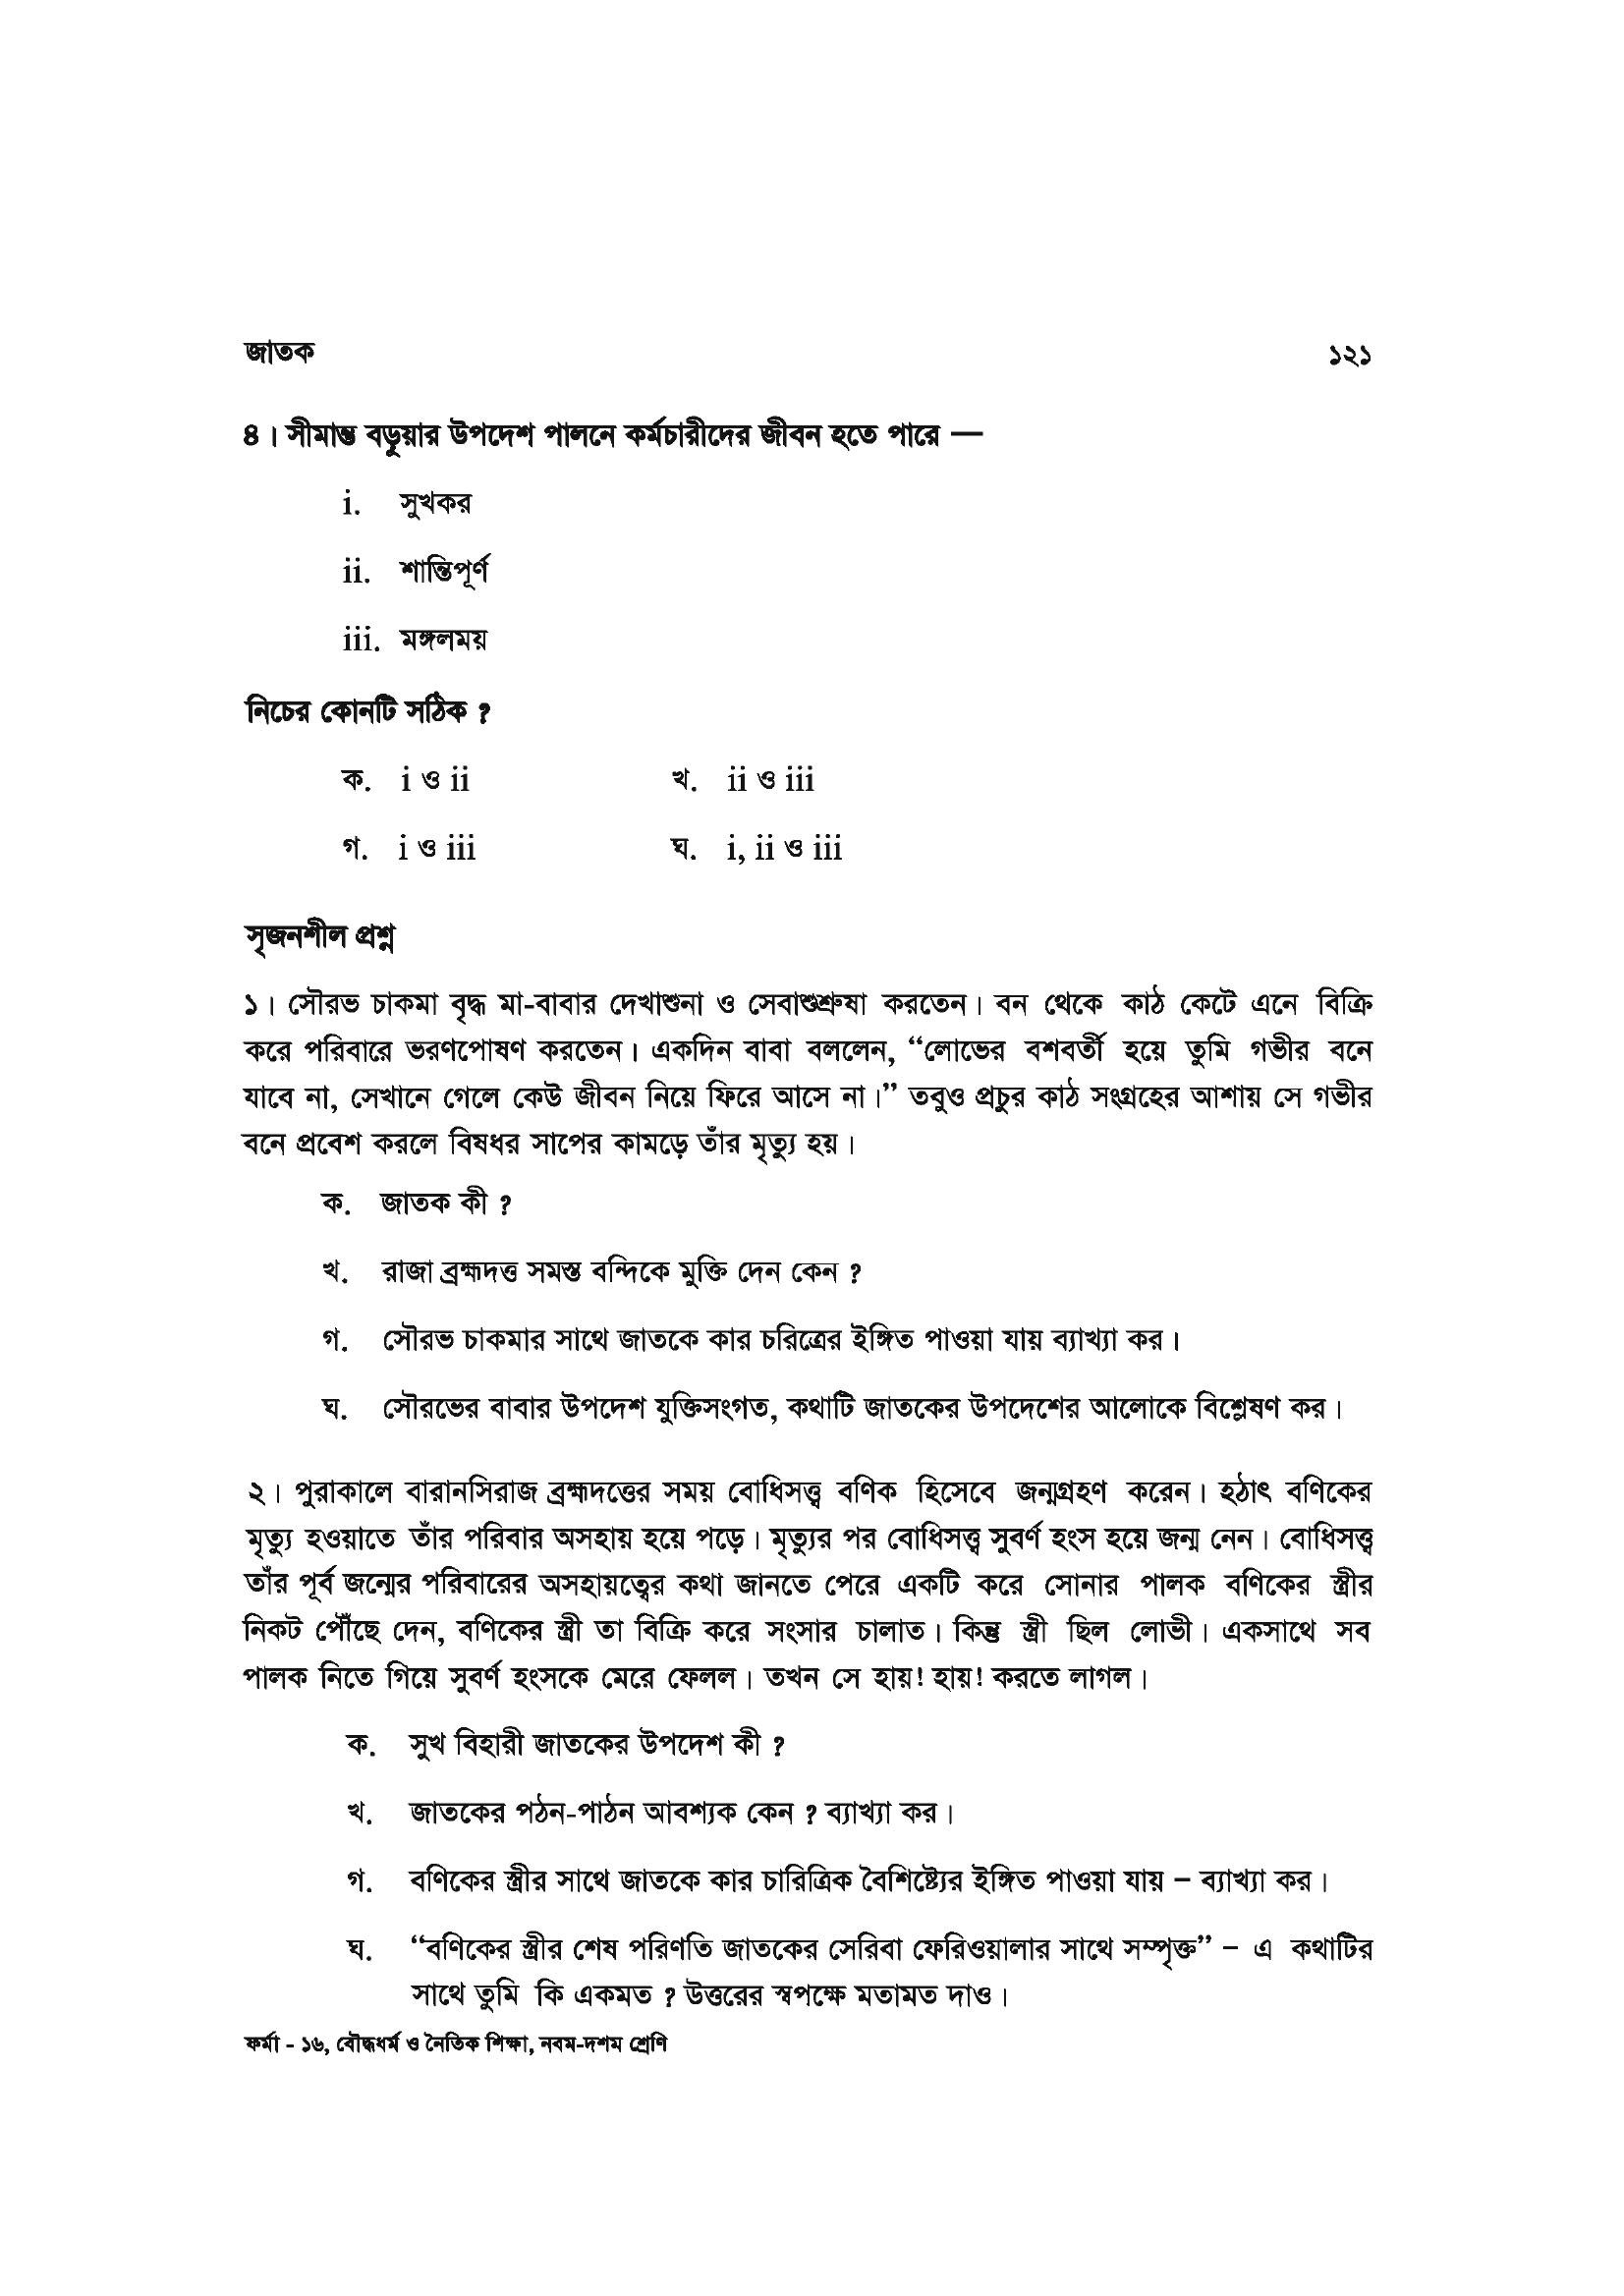 জাতক ১২১
৪। সীমান্ত বড়ুয়ার উপদেশ পালনে কর্মচারীদের জীবন হতে পারে —
i. সুখকর
ii. শান্তিপূর্ণ
iii. মঙ্গলময়
নিচের কোনটি সঠিক ?
ক. i ও ii খ. ii ও iii
গ. i ও iii ঘ. i, ii ও iii
সৃজনশীল প্রশ্ন
১। সৌরভ চাকমা বৃদ্ধ মা-বাবার দেখাশুনা ও সেবাশুশ্রুষা করতেন। বন থেকে কাঠ কেটে এনে বিক্রি
করে পরিবারে ভরণপোষণ করতেন। একদিন বাবা বললেন, “লোভের বশবর্তী হয়ে তুমি গভীর বনে
যাবে না, সেখানে গেলে কেউ জীবন নিয়ে ফিরে আসে না।” তবুও প্রচুর কাঠ সংগ্রহের আশায় সে গভীর
বনে প্রবেশ করলে বিষধর সাপের কামড়ে তাঁর মৃত্যু হয়।
ক. জাতক কী ?
খ. রাজা ব্রহ্মদত্ত সমস্ত বন্দিকে মুক্তি দেন কেন ?
গ. সৌরভ চাকমার সাথে জাতকে কার চরিত্রের ইঙ্গিত পাওয়া যায় ব্যাখ্যা কর।
ঘ. সৌরভের বাবার উপদেশ যুক্তিসংগত, কথাটি জাতকের উপদেশের আলোকে বিশ্লেষণ কর।
২। পুরাকালে বারানসিরাজ ব্রহ্মদত্তের সময় বোধিসত্ত্ব বণিক হিসেবে জন্মগ্রহণ করেন। হঠাৎ বণিকের
মৃত্যু হওয়াতে তাঁর পরিবার অসহায় হয়ে পড়ে। মৃত্যুর পর বোধিসত্ত্ব সুবর্ণ হংস হয়ে জন্ম নেন। বোধিসত্ত্ব
তাঁর পূর্ব জন্মের পরিবারের অসহায়ত্বের কথা জানতে পেরে একটি করে সোনার পালক বণিকের স্ত্রীর
নিকট পৌঁছে দেন, বণিকের স্ত্রী তা বিক্রি করে সংসার চালাত। কিন্তু স্ত্রী ছিল লোভী। একসাথে সব
পালক নিতে গিয়ে সুবর্ণ হংসকে মেরে ফেলল। তখন সে হায়! হায়! করতে লাগল।
ক. সুখ বিহারী জাতকের উপদেশ কী ?
খ. জাতকের পঠন-পাঠন আবশ্যক কেন ? ব্যাখ্যা কর।
গ. বণিকের স্ত্রীর সাথে জাতকে কার চারিত্রিক বৈশিষ্ট্যের ইঙ্গিত পাওয়া যায় – ব্যাখ্যা কর।
ঘ. “বণিকের স্ত্রীর শেষ পরিণতি জাতকের সেরিবা ফেরিওয়ালার সাথে সম্পৃক্ত” – এ কথাটির
সাথে তুমি কি একমত ? উত্তরের স্বপক্ষে মতামত দাও।
ফর্মা - ১৬, বৌদ্ধধর্ম ও নৈতিক শিক্ষা, নবম-দশম শ্রেণি